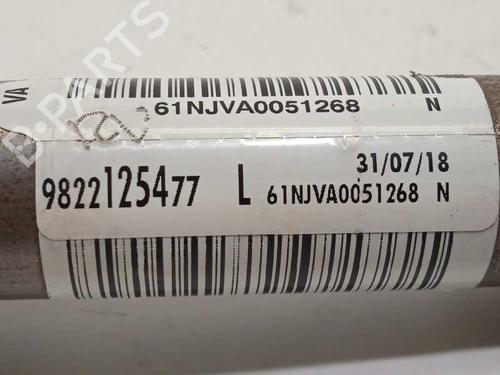 VA
61NJVA0051268 N
31/07/18
9822125477 L 61NJVA0051268 N
B-PARTS